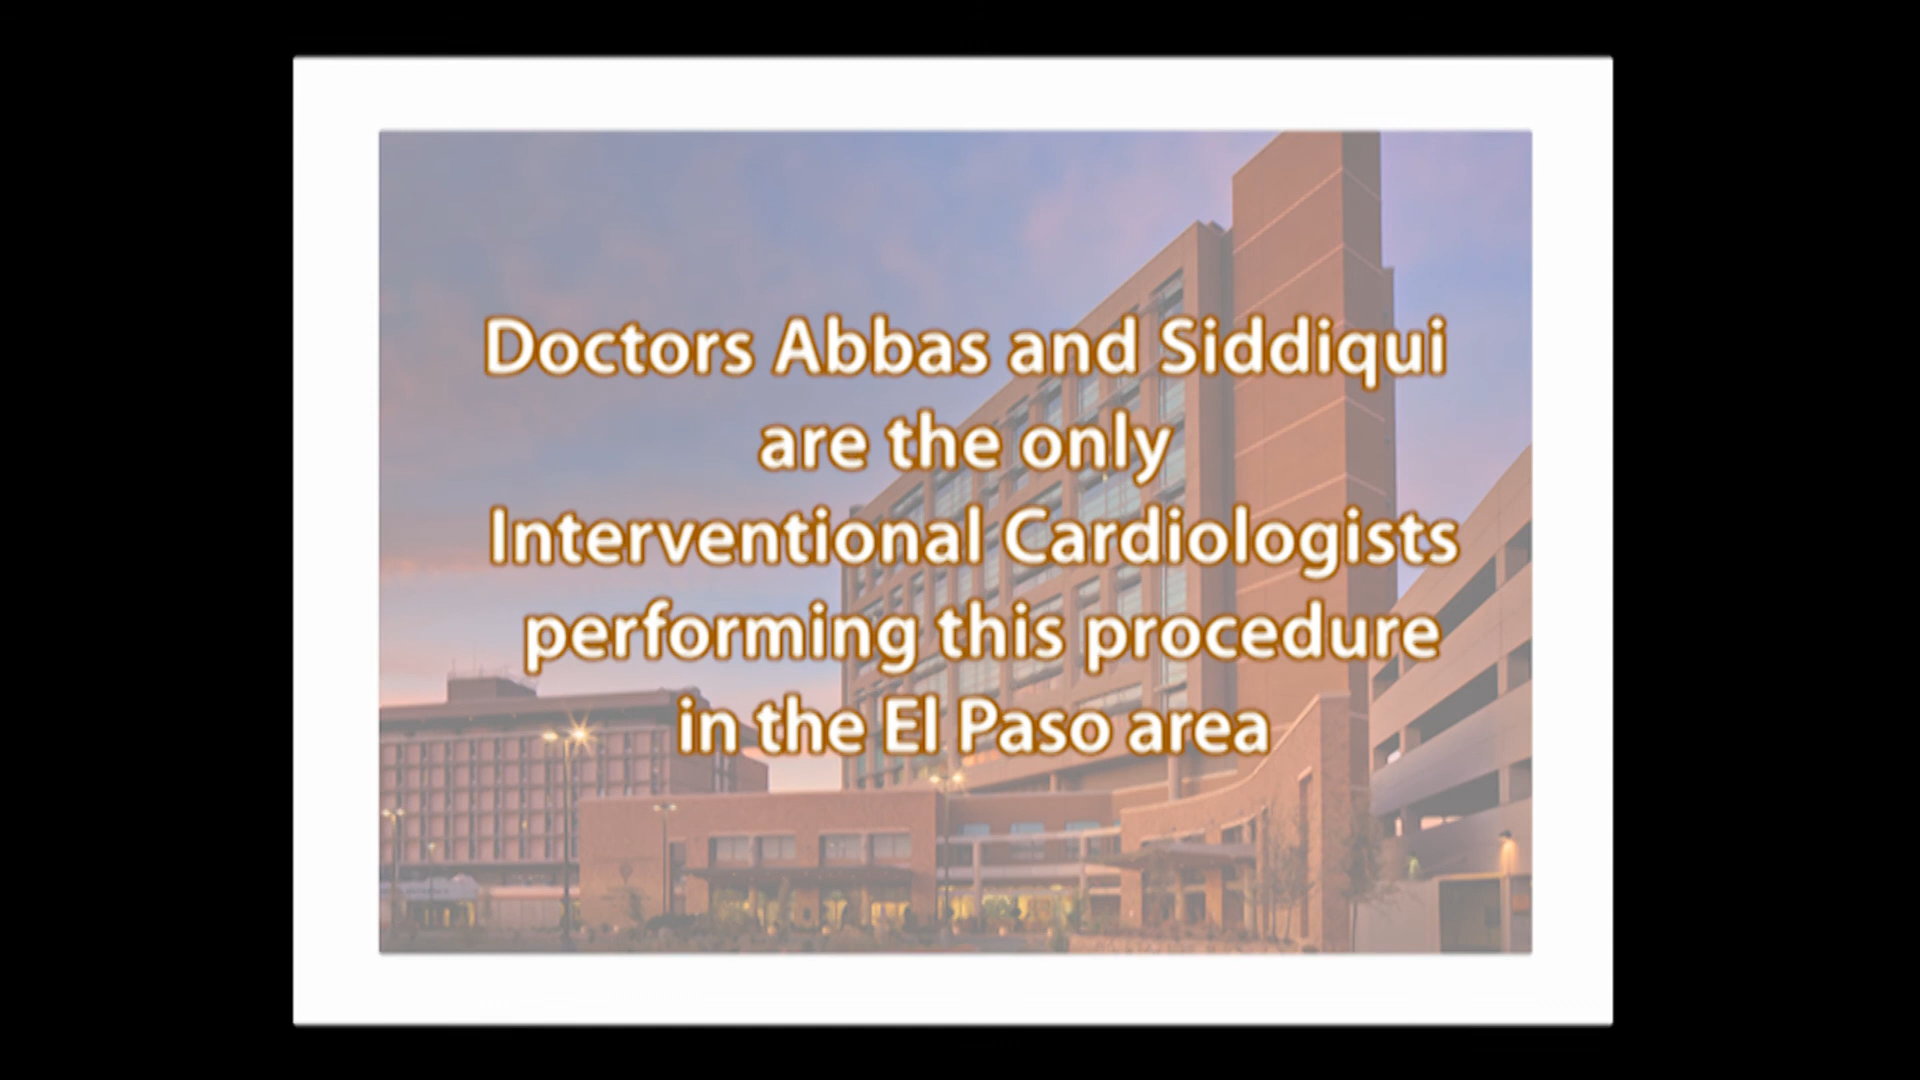 Doctors Abbas and Siddiqui
are the only
Interventional Cardiologists
performing this procedure
in the El Paso area